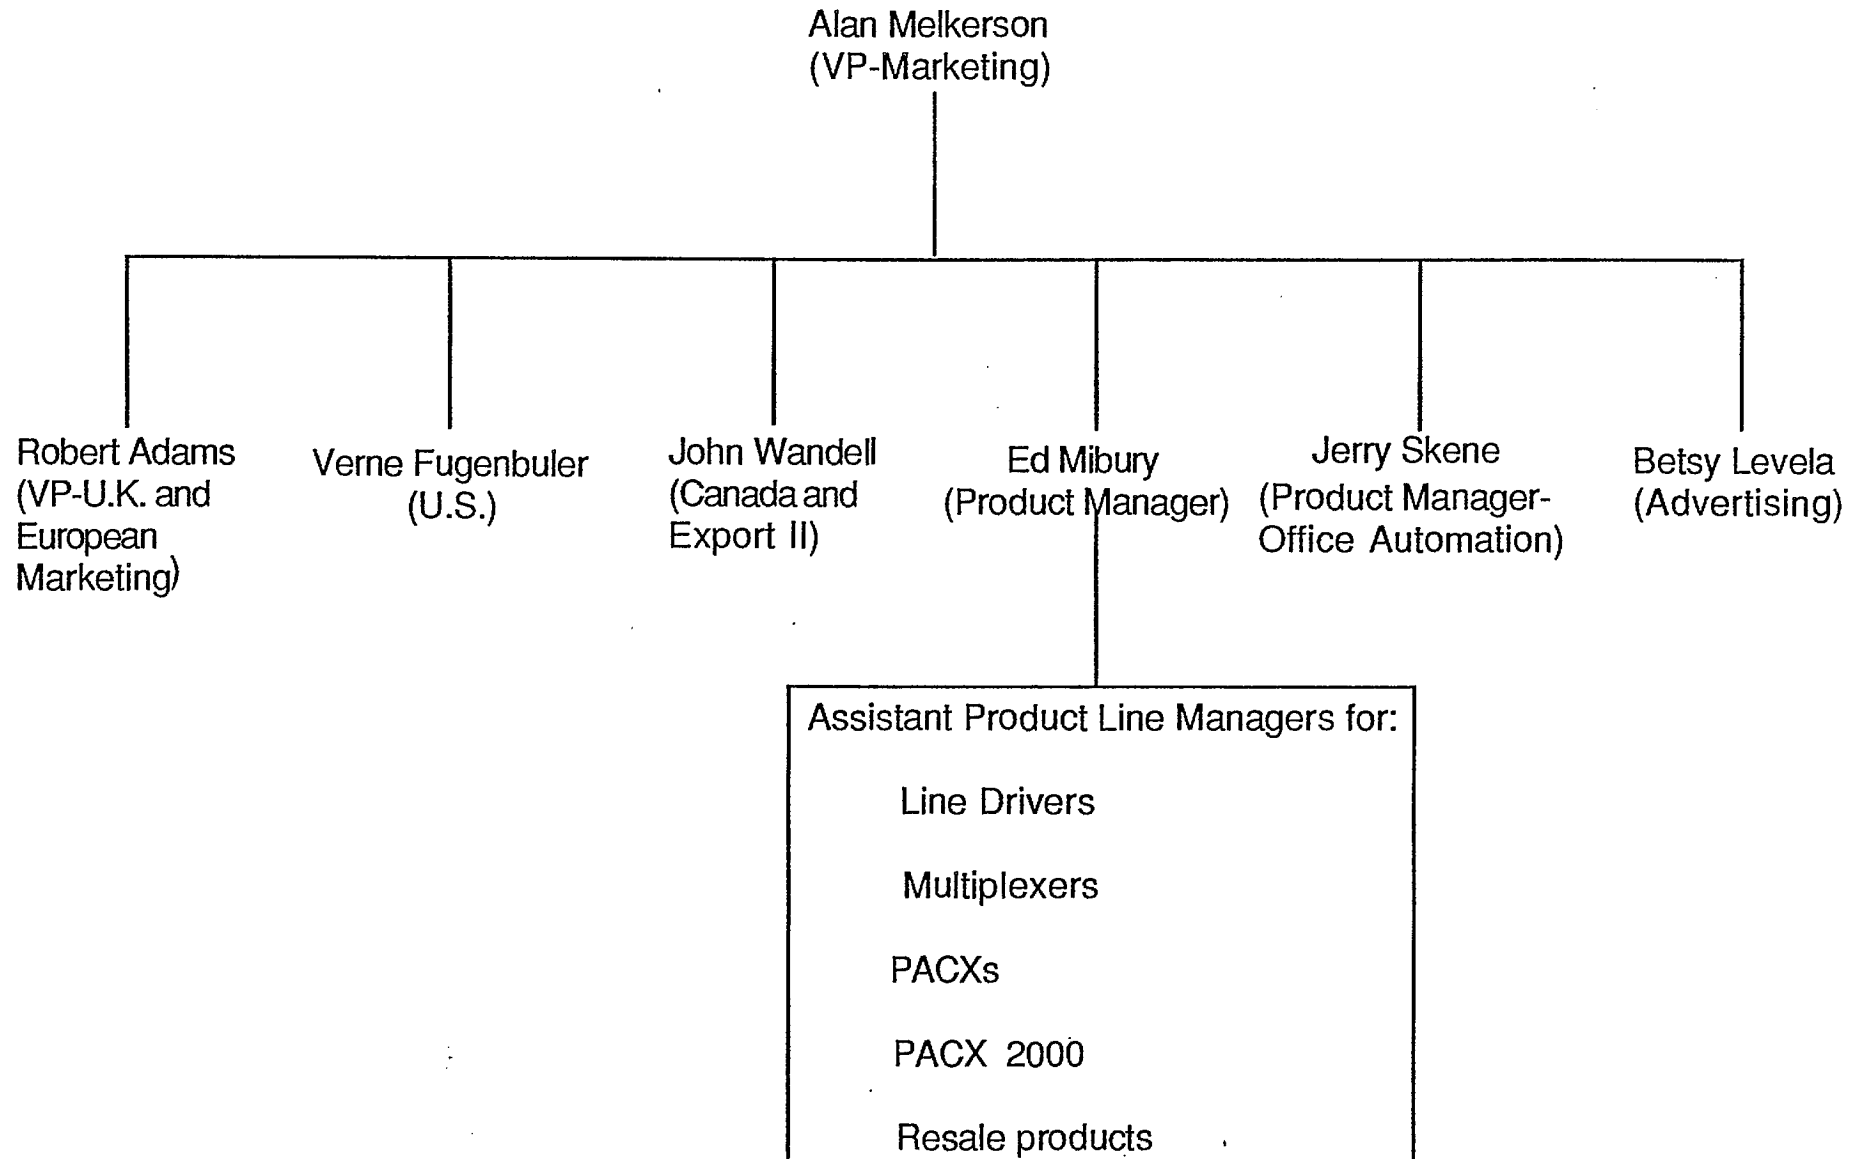 Alan Melkerson
(VP-Marketing)
Robert Adams
(VP-U.K. and
European
Marketing)
Verne Fugenbuler
(U.S.)
John Wandell
(Canada and
Export II)
Ed Mibury
(Product Manager)
Jerry Skene
(Product Manager-
Office Automation)
Betsy Levela
(Advertising)
Assistant Product Line Managers for:
Line Drivers
Multiplexers
PACXs
PACX 2000
Resale products